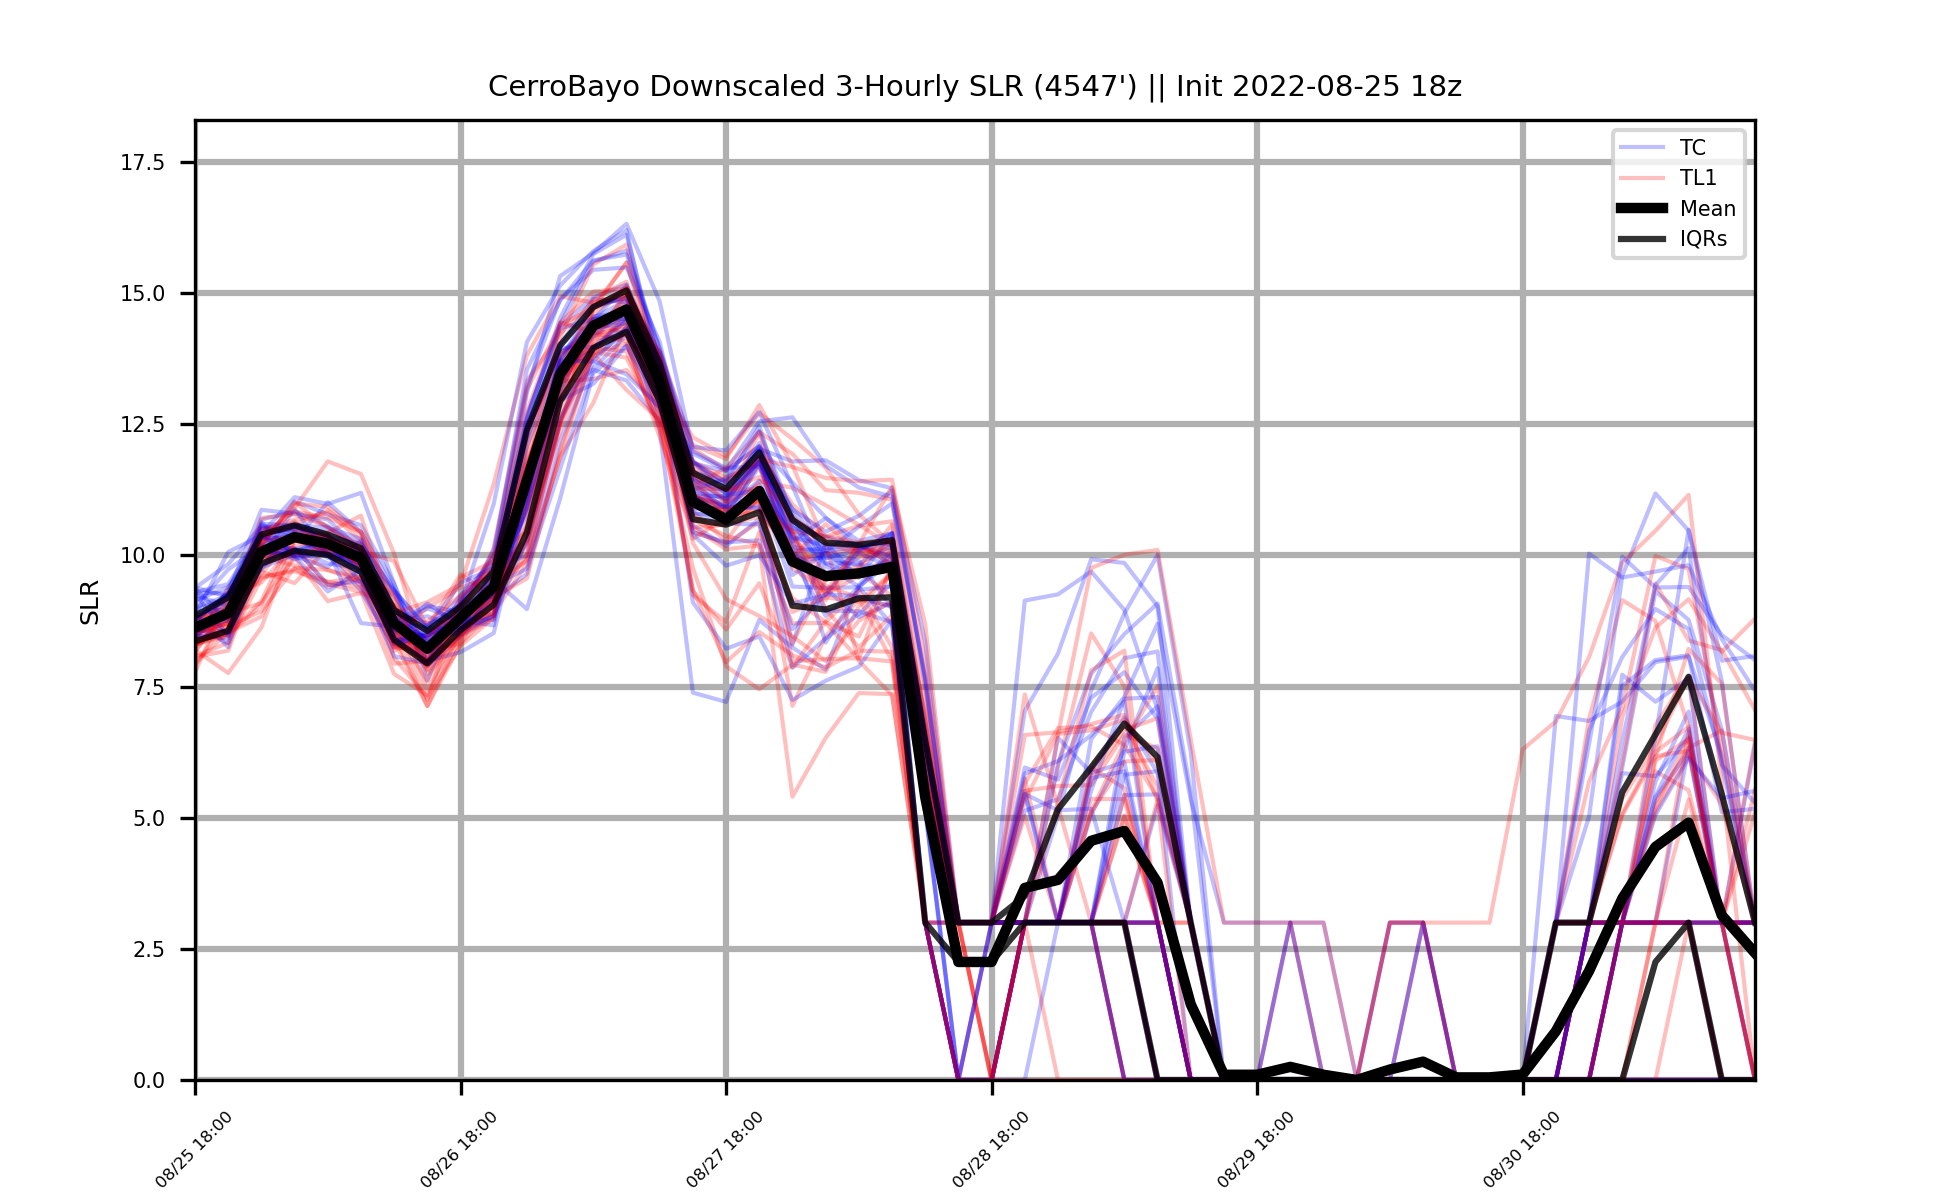 CerroBayo Downscaled 3-Hourly SLR (4547') || Init 2022-08-25 18z
TC
TL1
Mean
IQRs
SLR
17.5
15.0
12.5
10.0
7.5
5.0
2.5
0.0
08/25 18:00
08/26 18:00
08/27 18:00
08/28 18:00
08/29 18:00
08/30 18:00